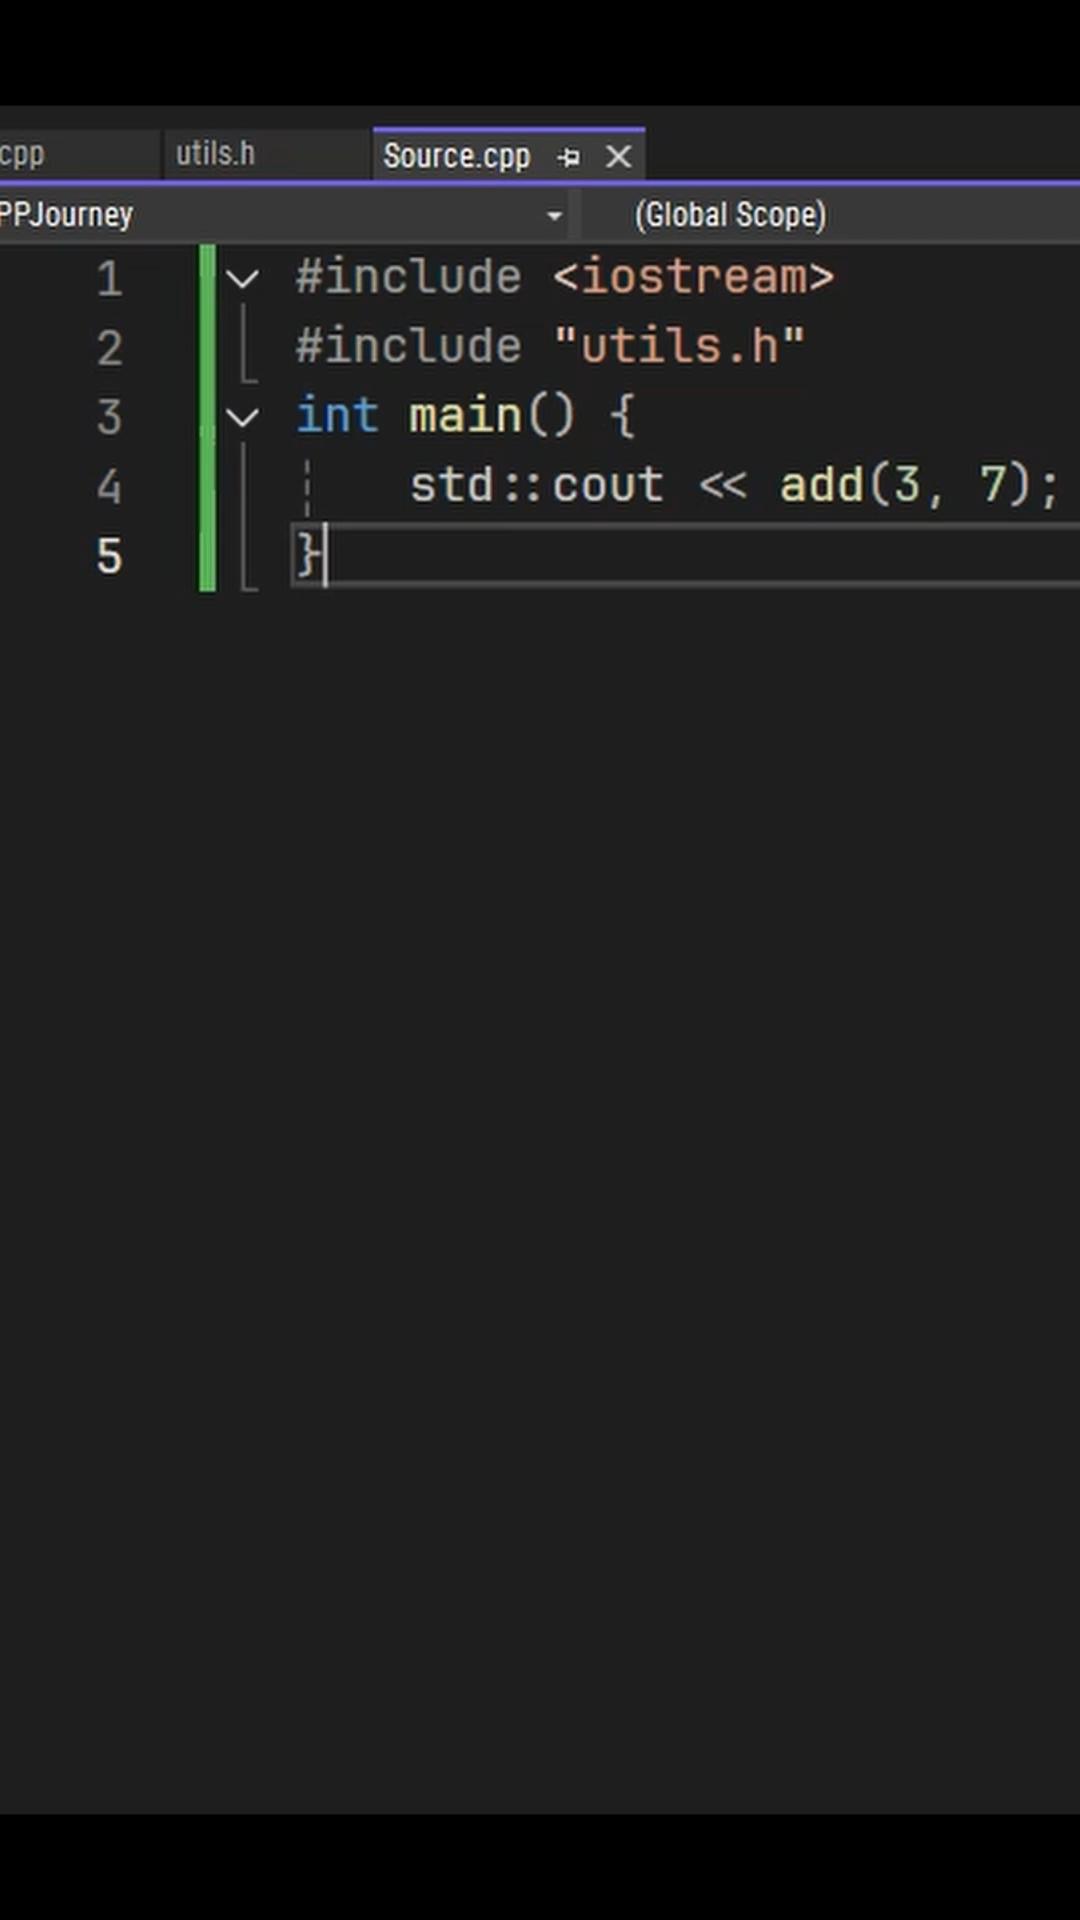 cpp utils.h Source.cpp
PPJourney (Global Scope)
1 #include <iostream>
2 #include "utils.h"
3 int main() {
4 std::cout << add(3, 7);
5 }